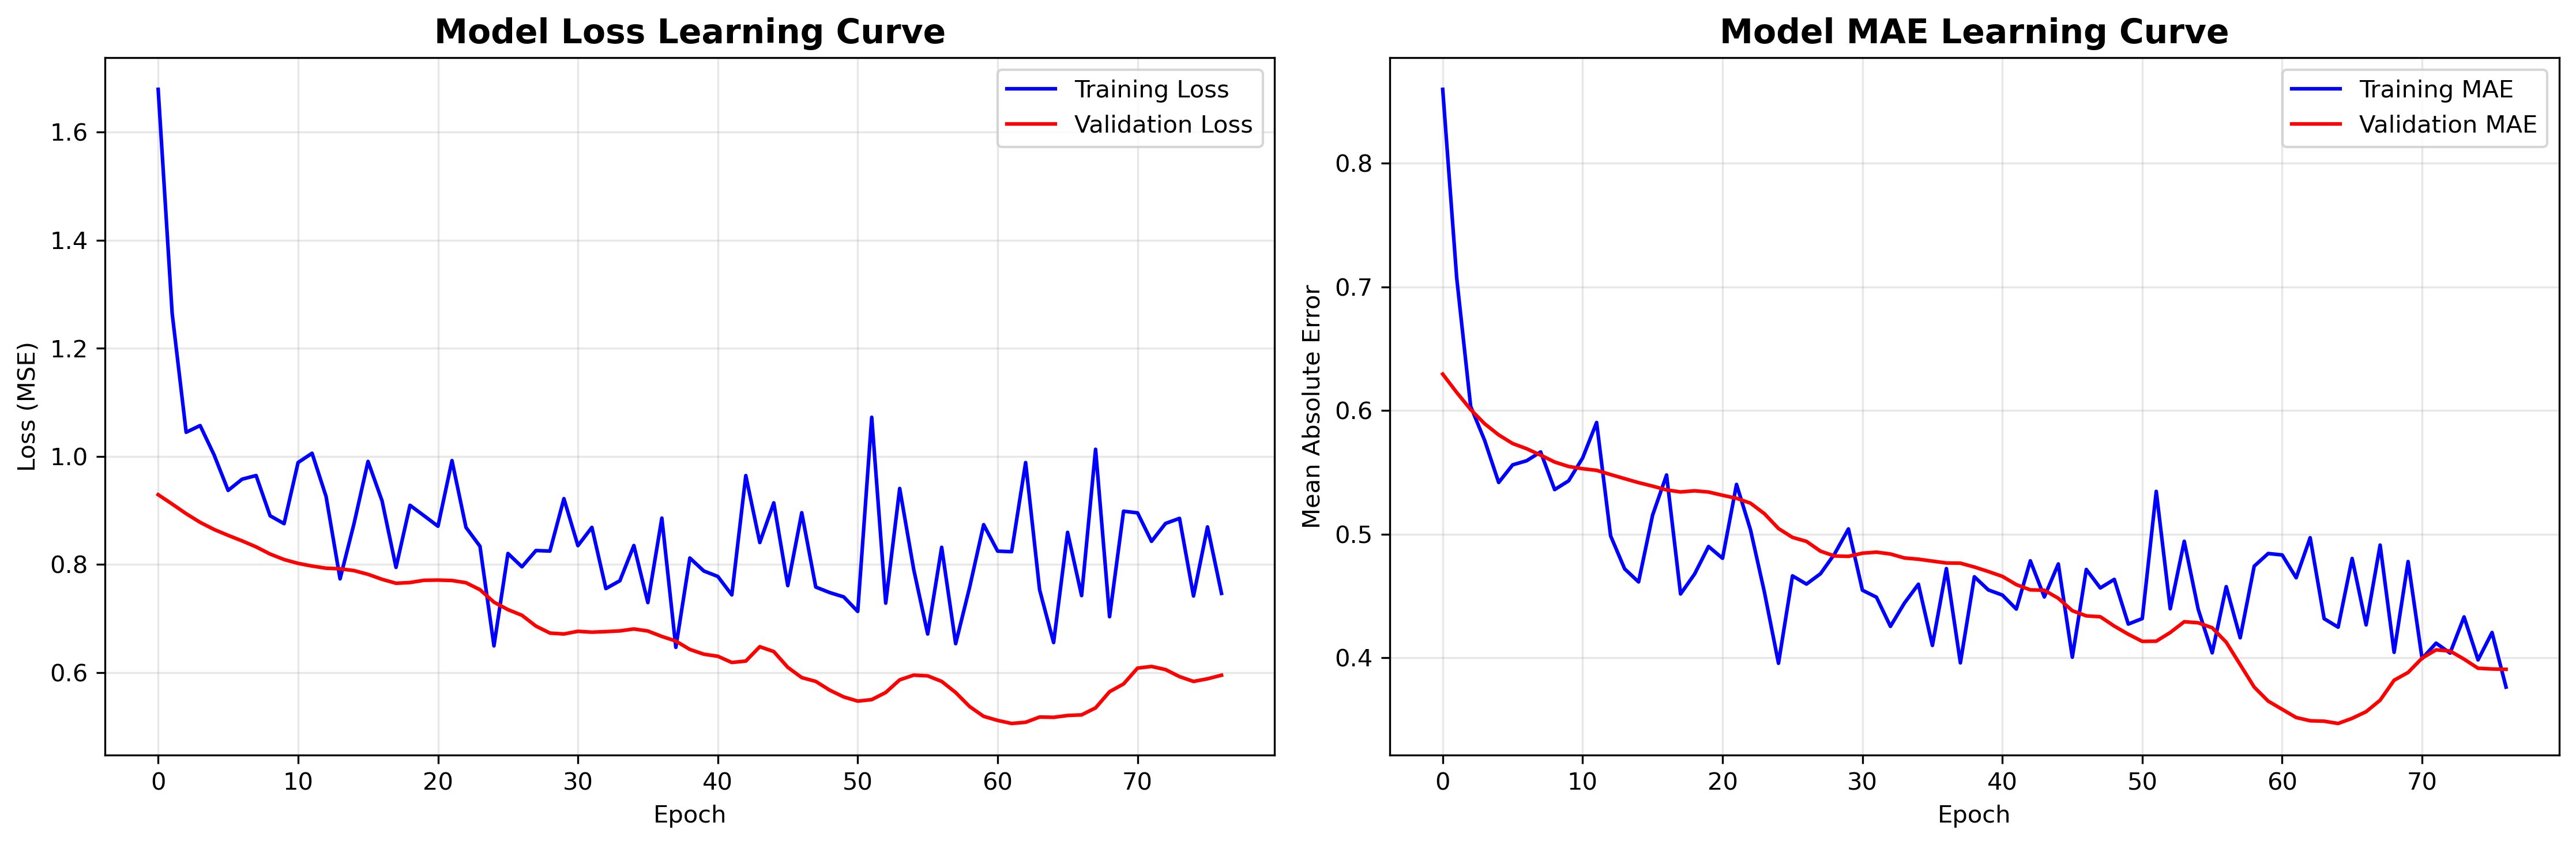 Model Loss Learning Curve
Training Loss
Validation Loss
Loss (MSE)
1.6
1.4
1.2
1.0
0.8
0.6
0 10 20 30 40 50 60 70
Epoch
Model MAE Learning Curve
Training MAE
Validation MAE
Mean Absolute Error
0.8
0.7
0.6
0.5
0.4
0 10 20 30 40 50 60 70
Epoch